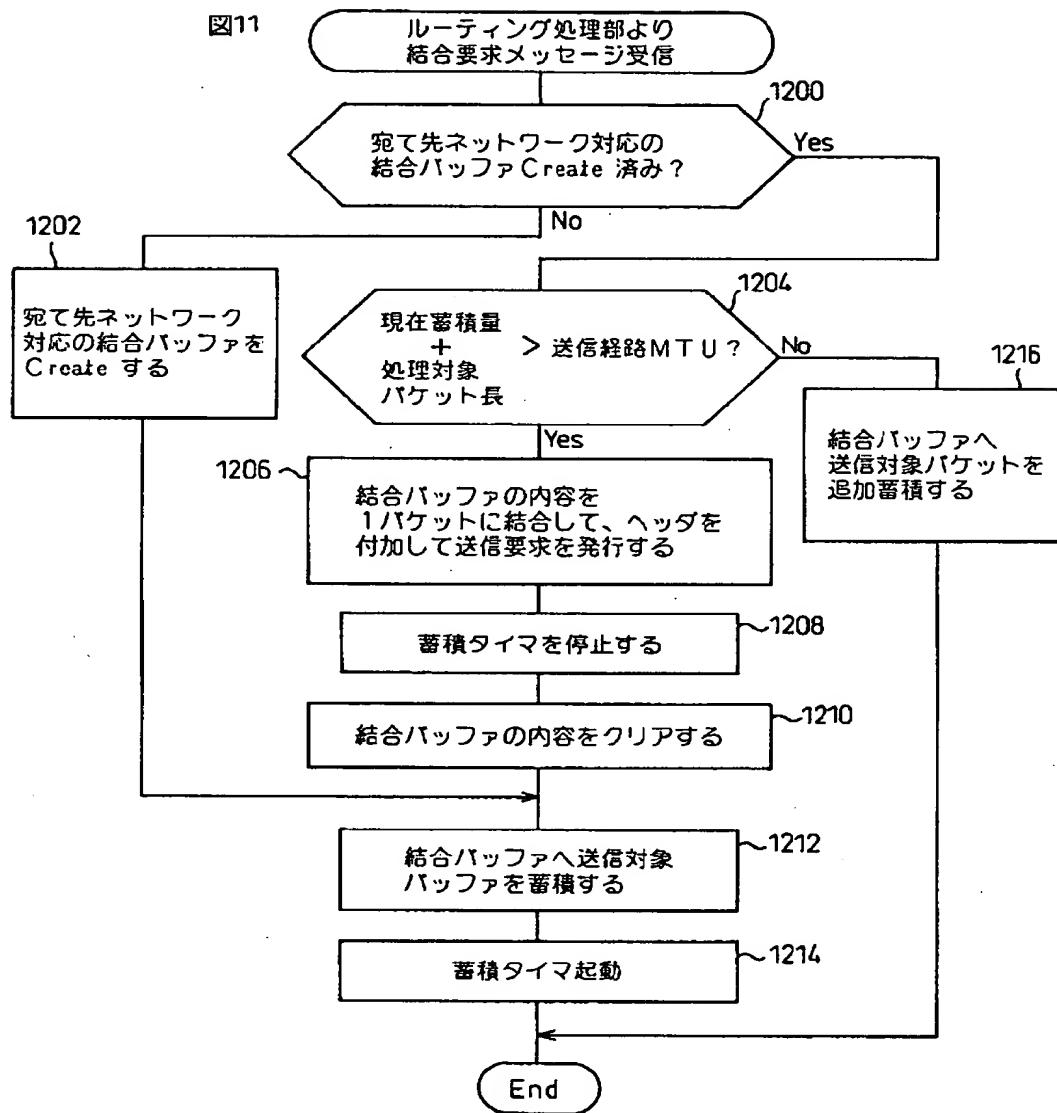 図11
ルーティング処理部より
結合要求メッセージ受信
1200
宛て先ネットワーク対応の
結合バッファCreate 済み？
Yes
No
1202
宛て先ネットワーク
対応の結合バッファを
Create する
1204
現在蓄積量
+
処理対象
パケット長
> 送信経路MTU？
No
Yes
1216
結合バッファへ
送信対象パケットを
追加蓄積する
1206
結合バッファの内容を
1パケットに結合して、ヘッダを
付加して送信要求を発行する
1208
蓄積タイマを停止する
1210
結合バッファの内容をクリアする
1212
結合バッファへ送信対象
バッファを蓄積する
1214
蓄積タイマ起動
End